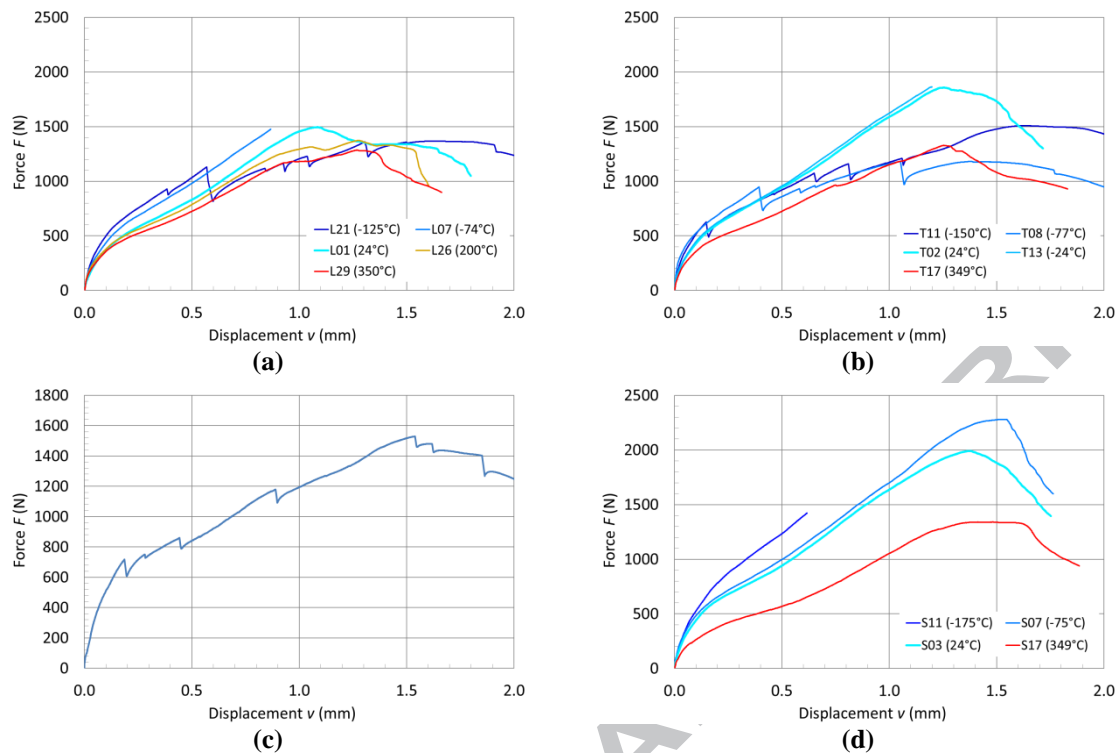 2500
2000
1500
1000
500
0
Force F (N)
0.0 0.5 1.0 1.5 2.0
Displacement v (mm)
L21 (-125°C) L07 (-74°C)
L01 (24°C) L26 (200°C)
L29 (350°C)
(a)
2500
2000
1500
1000
500
0
Force F (N)
0.0 0.5 1.0 1.5 2.0
Displacement v (mm)
T11 (-150°C) T08 (-77°C)
T02 (24°C) T13 (-24°C)
T17 (349°C)
(b)
1800
1600
1400
1200
1000
800
600
400
200
0
Force F (N)
0.0 0.5 1.0 1.5 2.0
Displacement v (mm)
(c)
2500
2000
1500
1000
500
0
Force F (N)
0.0 0.5 1.0 1.5 2.0
Displacement v (mm)
S11 (-175°C) S07 (-75°C)
S03 (24°C) S17 (349°C)
(d)